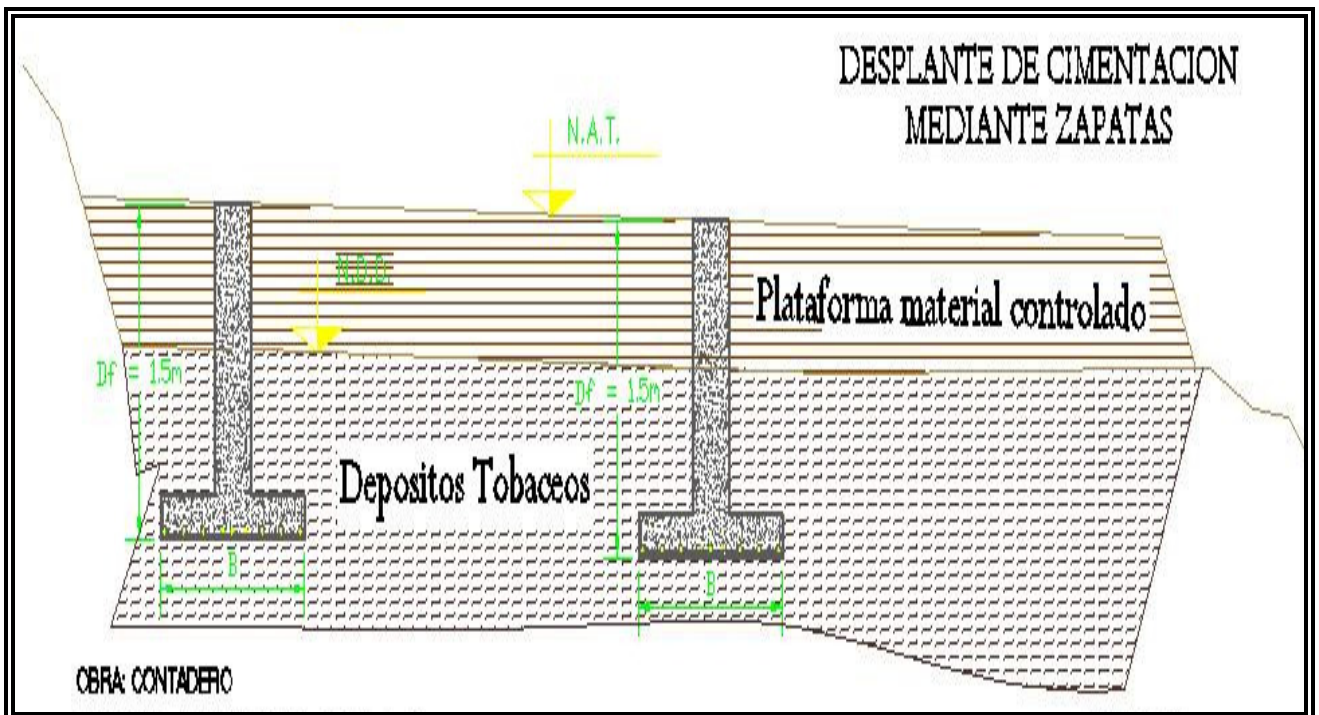 DESPLANTE DE CIMENTACION
MEDIANTE ZAPATAS
N.A.T.
N.D.D.
Plataforma material controlado
Df = 1.5m
Df = 1.5m
Depositos Tobaceos
B
B
OBRA: CONTADERO